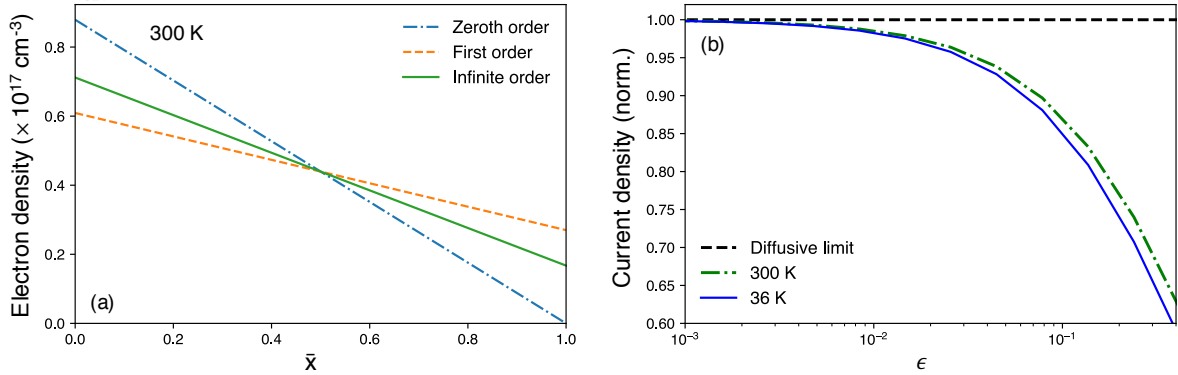 300 K
Zeroth order
First order
Infinite order
Electron density (× 10¹⁷ cm⁻³)
0.8
0.6
0.4
0.2
0.0
(a)
0.0 0.2 0.4 0.6 0.8 1.0
x̄
(b)
Current density (norm.)
1.00
0.95
0.90
0.85
0.80
0.75
0.70
0.65
0.60
Diffusive limit
300 K
36 K
10⁻³ 10⁻² 10⁻¹
ϵ